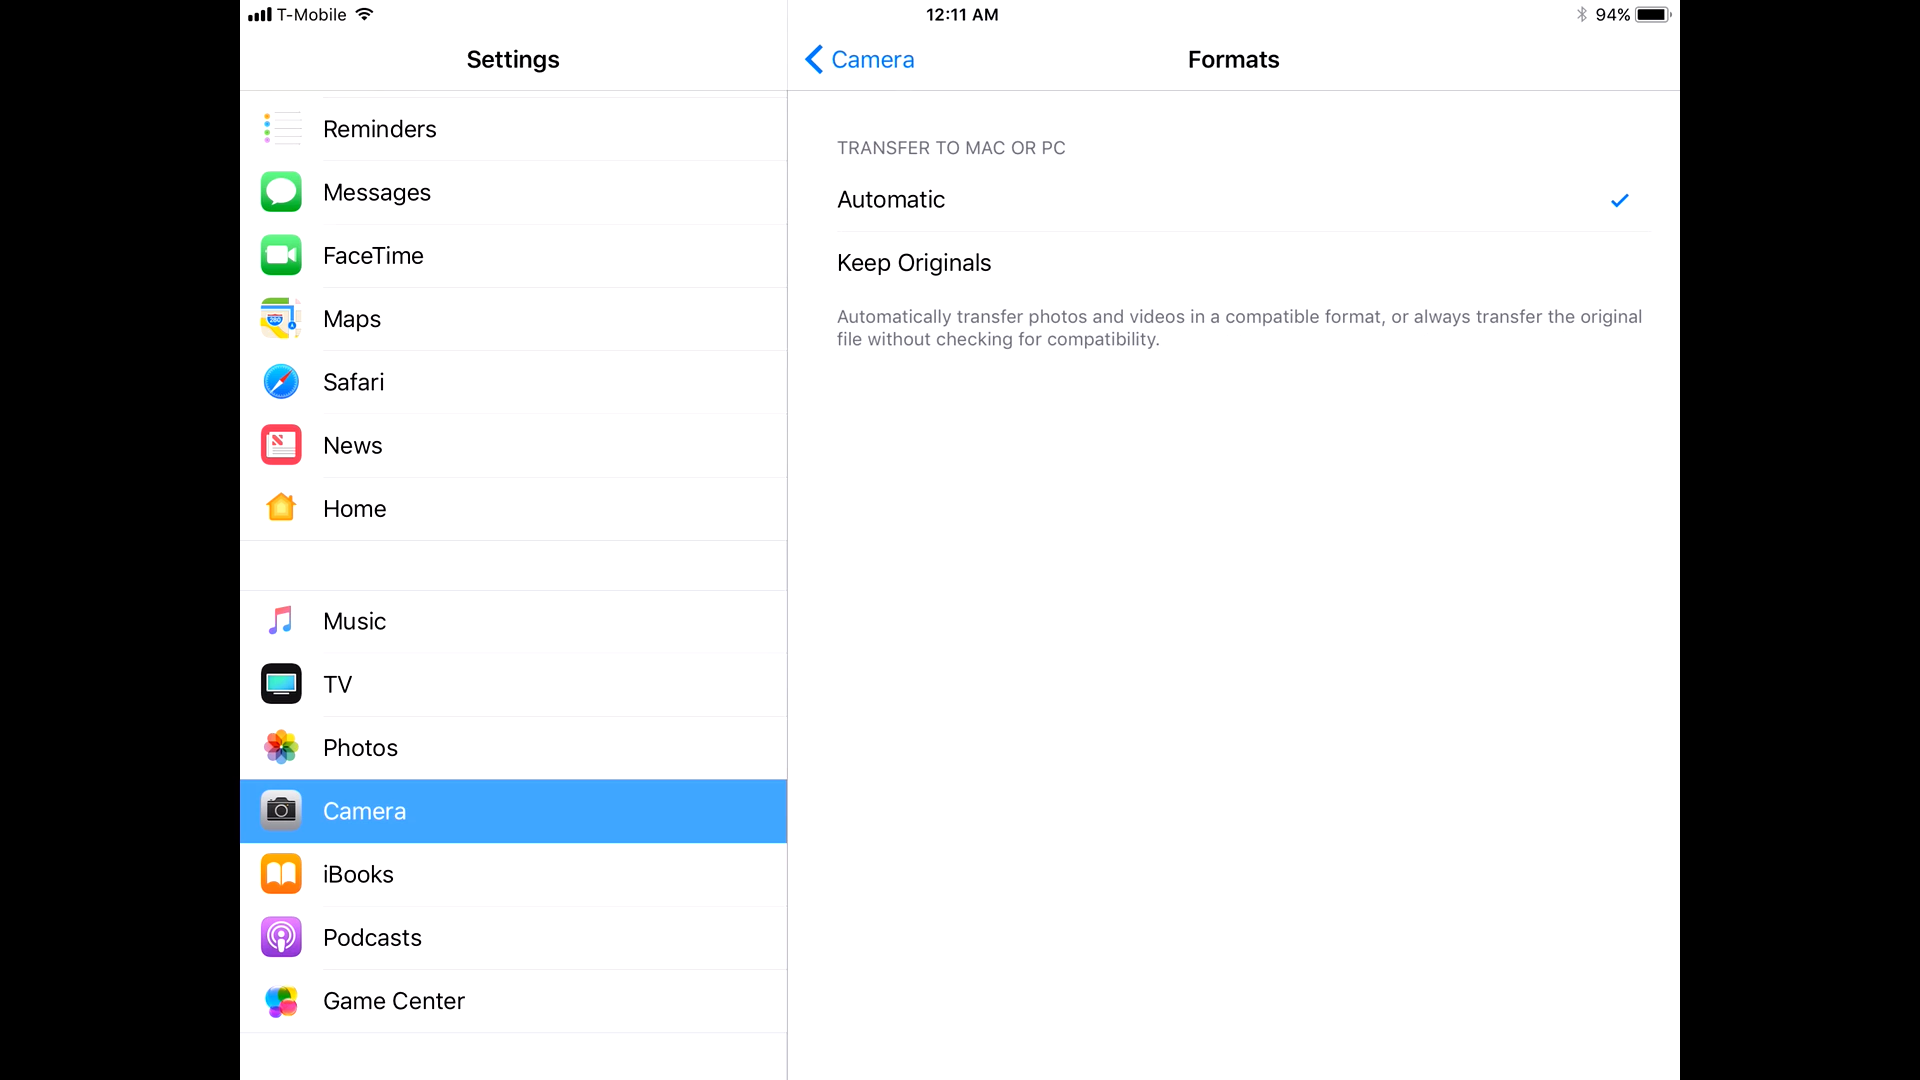 T-Mobile
12:11 AM
94%
Settings
Camera
Formats
Reminders
Messages
FaceTime
Maps
Safari
News
Home
Music
TV
Photos
Camera
iBooks
Podcasts
Game Center
TRANSFER TO MAC OR PC
Automatic
Keep Originals
Automatically transfer photos and videos in a compatible format, or always transfer the original
file without checking for compatibility.